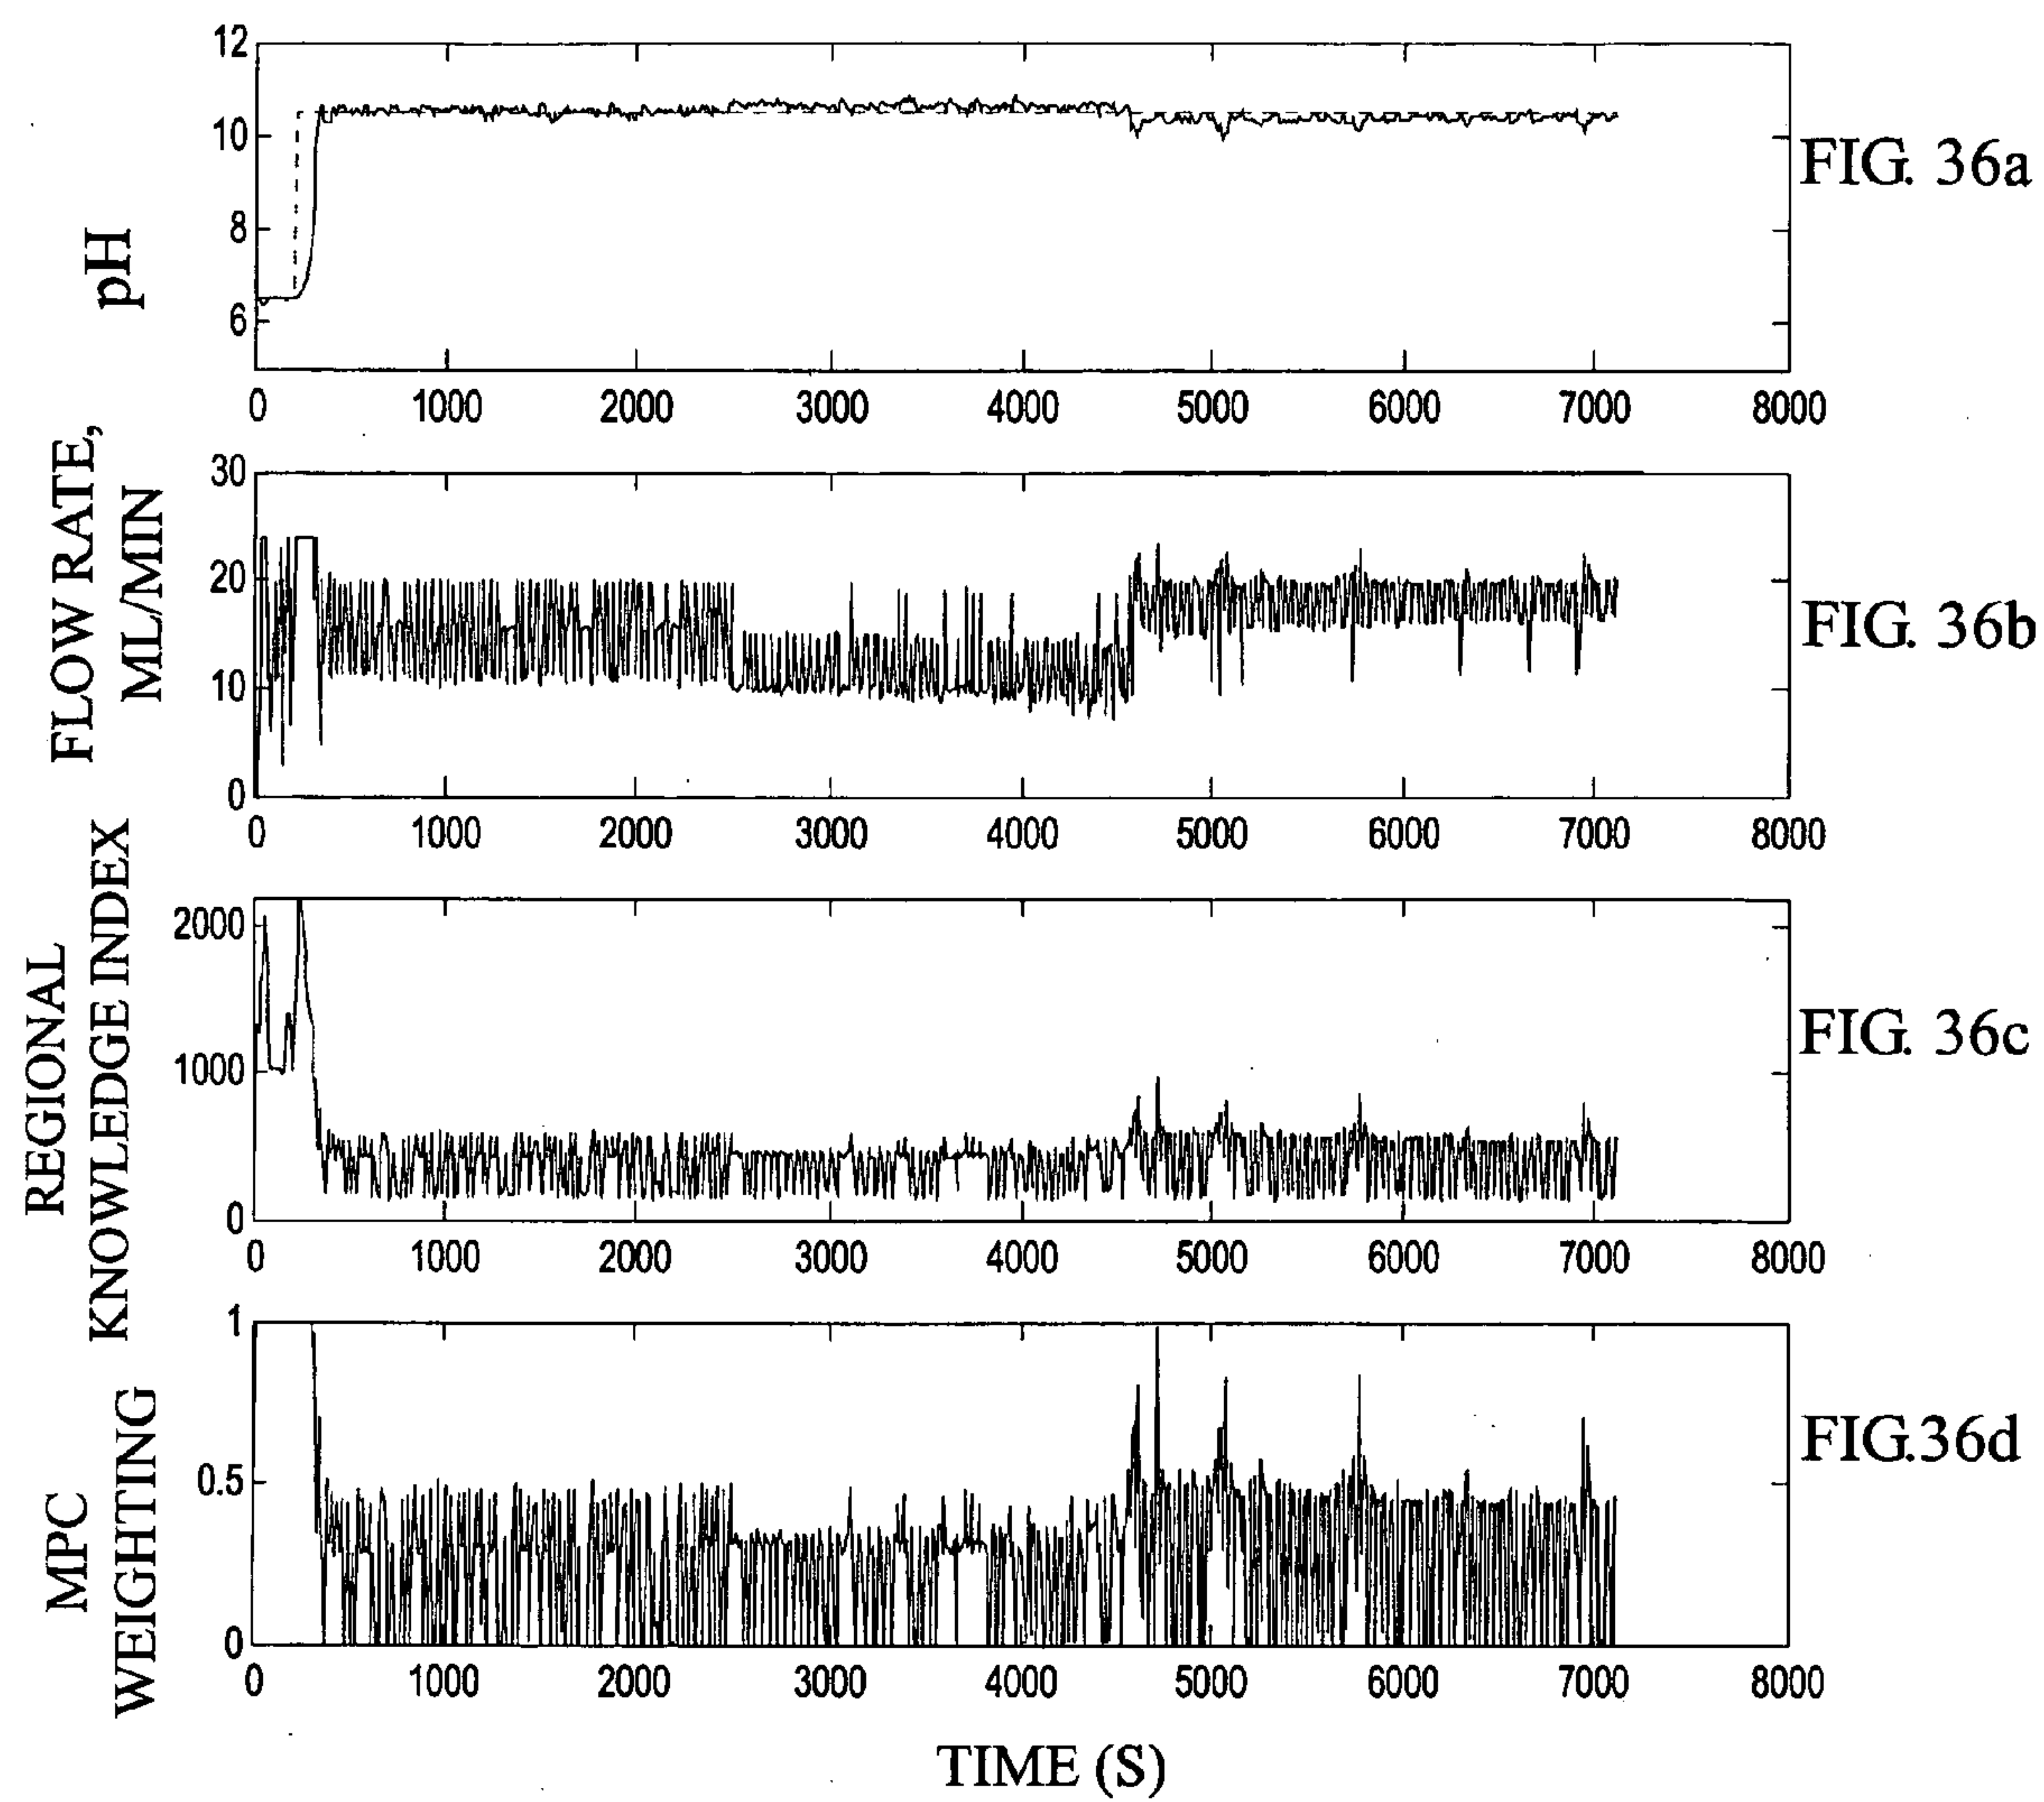 12
10
8
6
pH
0 1000 2000 3000 4000 5000 6000 7000 8000
FIG. 36a
30
20
10
0
FLOW RATE,
ML/MIN
0 1000 2000 3000 4000 5000 6000 7000 8000
FIG. 36b
2000
1000
0
REGIONAL
KNOWLEDGE INDEX
0 1000 2000 3000 4000 5000 6000 7000 8000
FIG. 36c
1
0.5
0
MPC
WEIGHTING
0 1000 2000 3000 4000 5000 6000 7000 8000
FIG.36d
TIME (S)